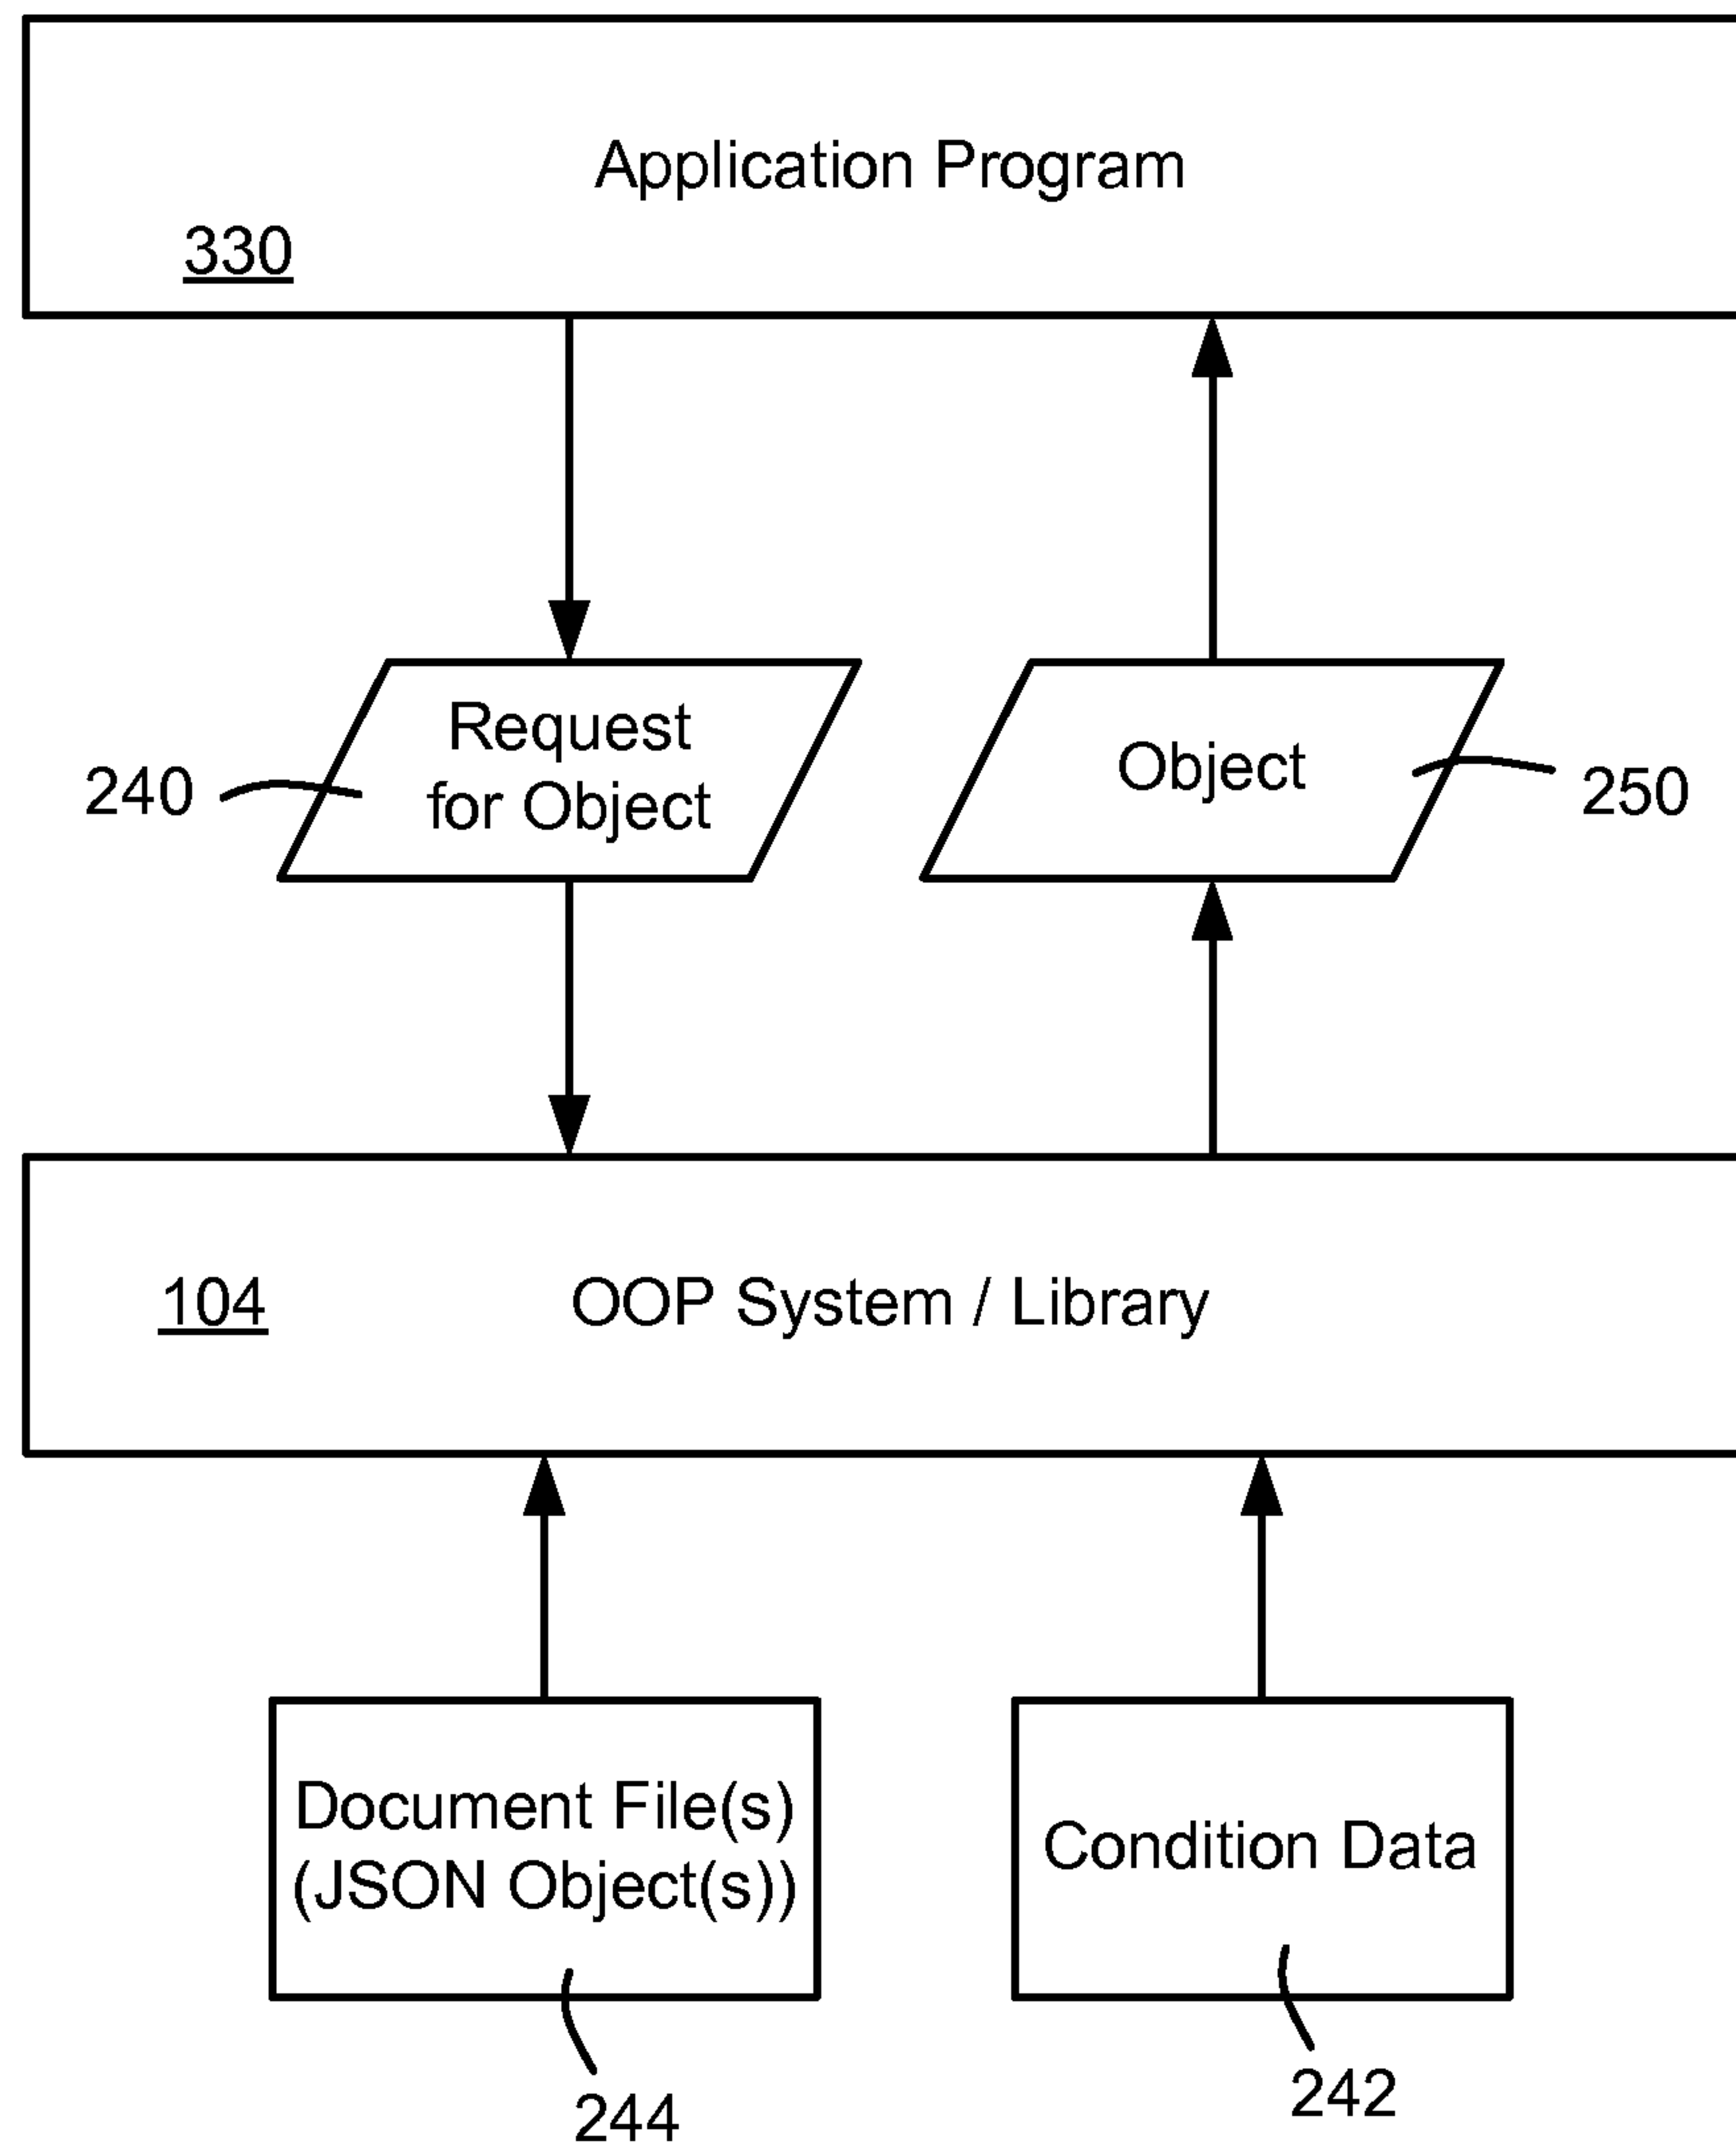 Application Program
330
Request
for Object
240
Object
250
104
OOP System / Library
Document File(s)
(JSON Object(s))
244
Condition Data
242